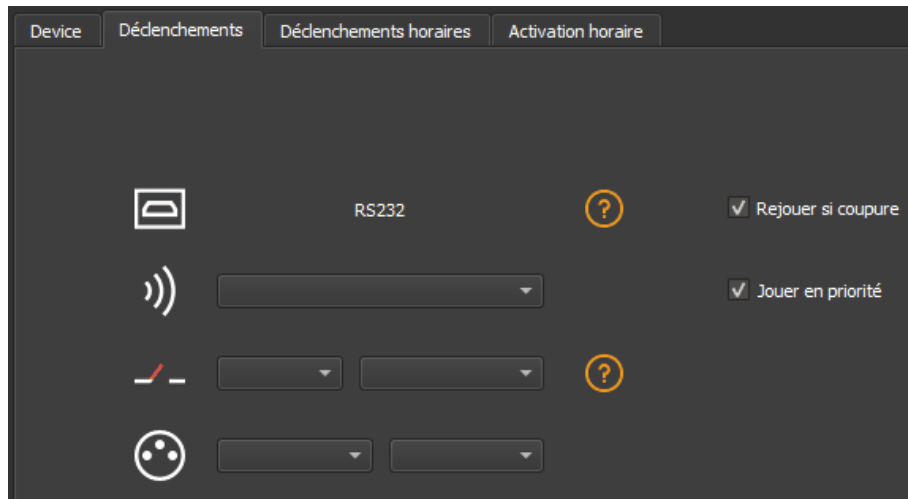 Device
Déclenchements
Déclenchements horaires
Activation horaire
RS232
?
Rejouer si coupure
Jouer en priorité
?